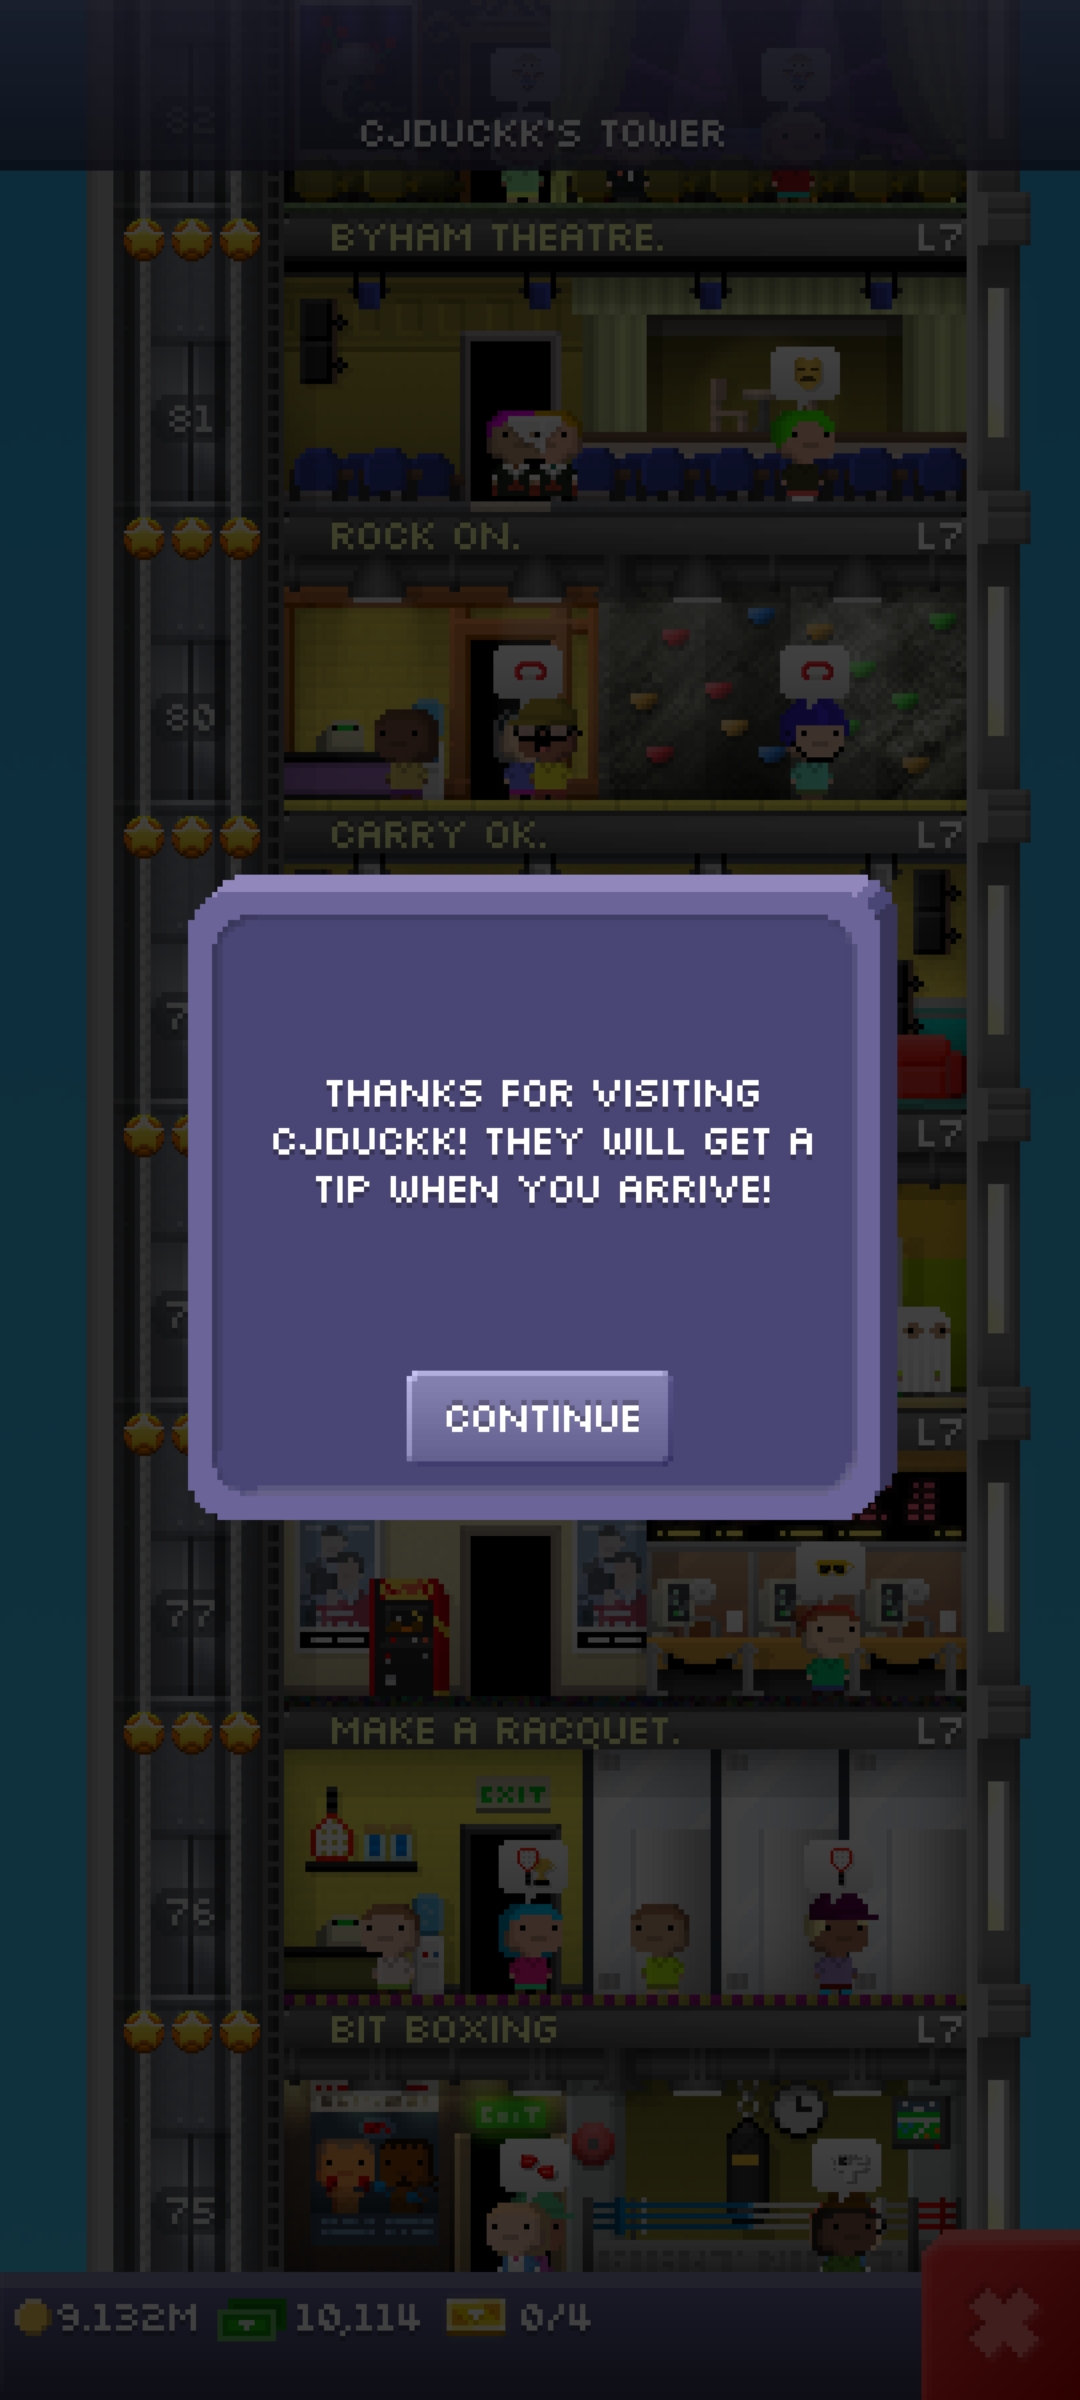 82
CJDUCKK'S TOWER
BYHAM THEATRE.
L7
81
ROCK ON.
L7
80
CARRY OK.
L7
7
L7
THANKS FOR VISITING
CJDUCKK! THEY WILL GET A
TIP WHEN YOU ARRIVE!
7
CONTINUE
L7
77
MAKE A RACQUET.
L7
EXIT
76
BIT BOXING
L7
EXIT
75
9.132M
10,114
0/4